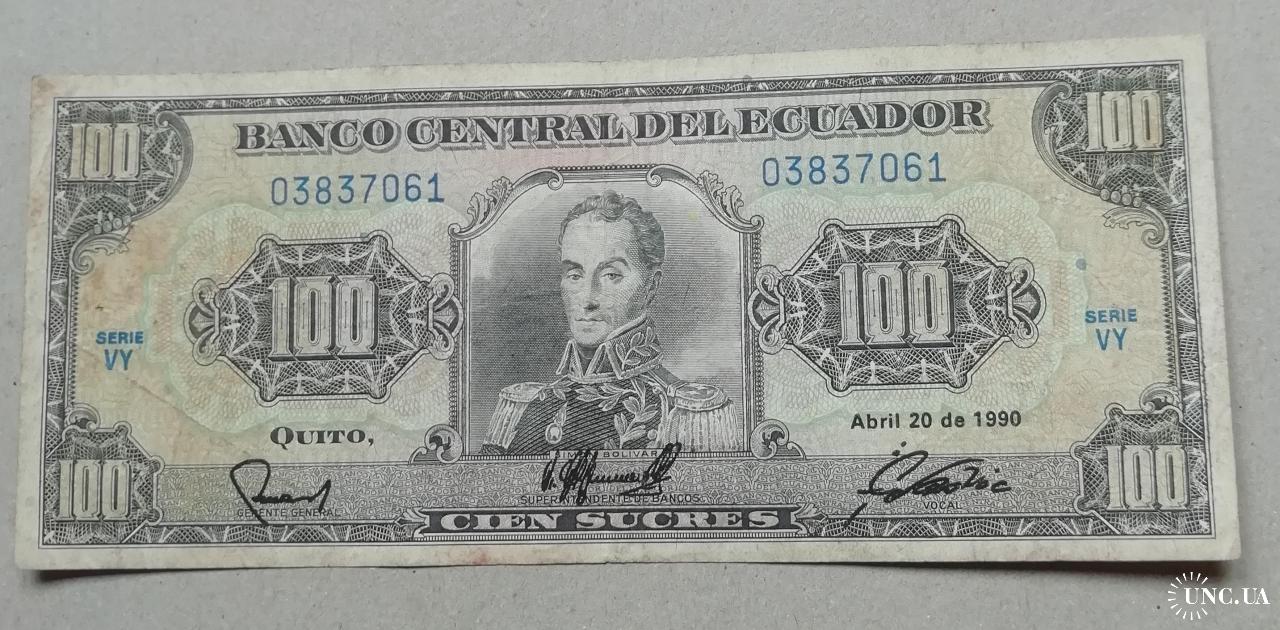 100 100
BANCO CENTRAL DEL ECUADOR
03837061 03837061
100 100
SERIE VY SERIE VY
QUITO, Abril 20 de 1990
BOLIVAR
100 100
GERENTE GENERAL SUPERINTENDENTE DE BANCOS VOCAL
CIEN SUCRES
UNC.UA